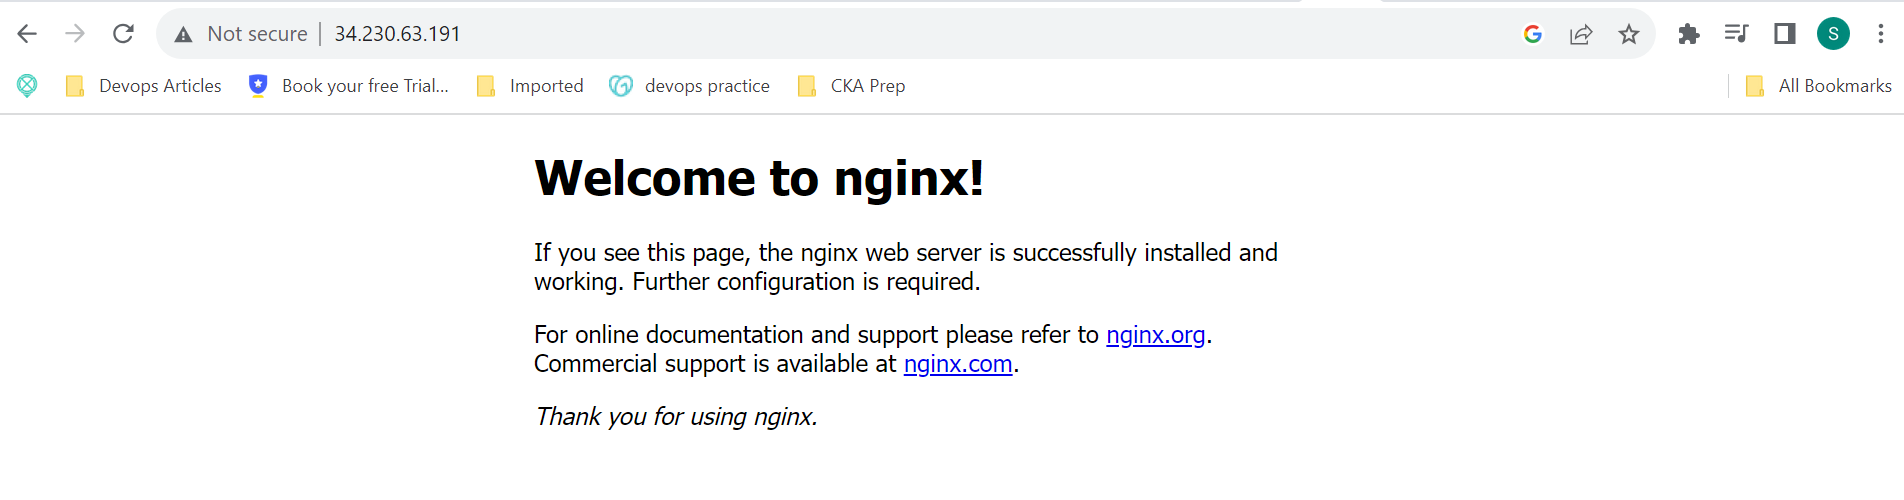 Not secure 34.230.63.191
S
Devops Articles Book your free Trial... Imported devops practice CKA Prep All Bookmarks
Welcome to nginx!
If you see this page, the nginx web server is successfully installed and
working. Further configuration is required.
For online documentation and support please refer to nginx.org.
Commercial support is available at nginx.com.
Thank you for using nginx.